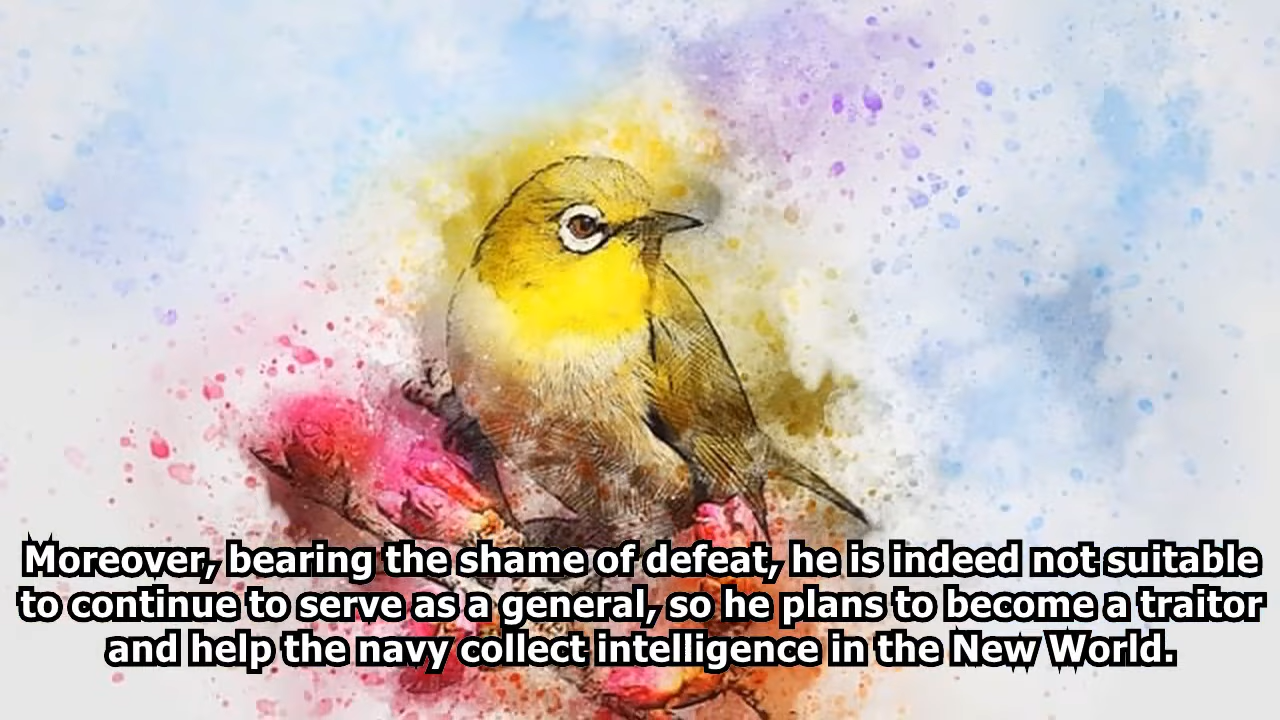 Moreover, bearing the shame of defeat, he is indeed not suitable
to continue to serve as a general, so he plans to become a traitor
and help the navy collect intelligence in the New World.